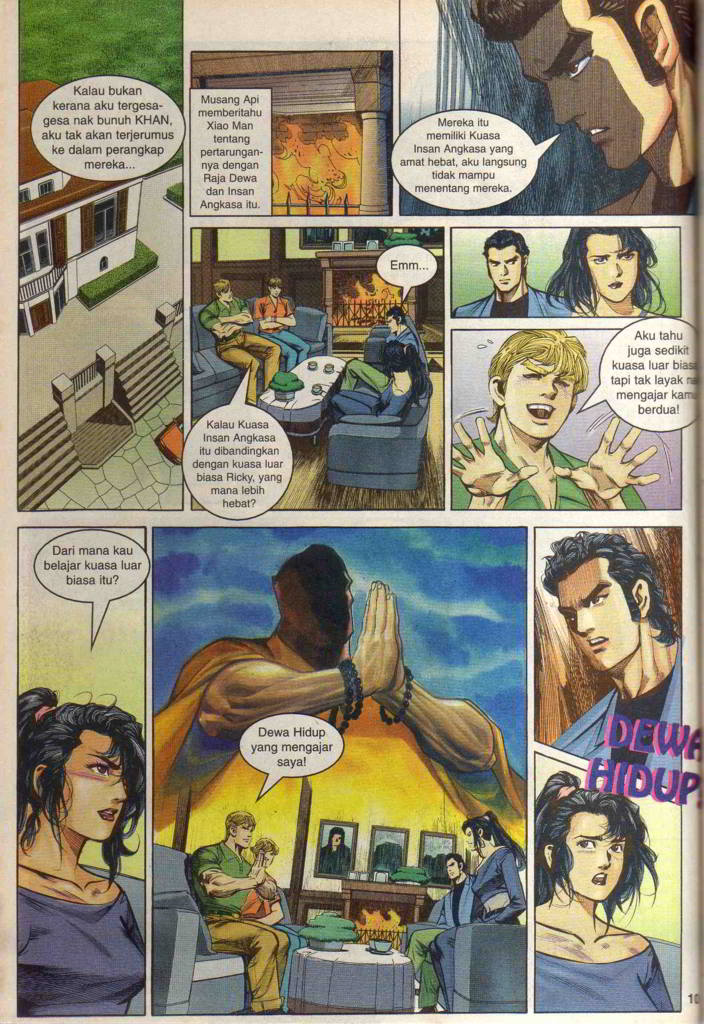 Kalau bukan
kerana aku tergesa-
gesa nak bunuh KHAN,
aku tak akan terjerumus
ke dalam perangkap
mereka...
Musang Api
memberitahu
Xiao Man
tentang
pertarungan-
nya dengan
Raja Dewa
dan Insan
Angkasa itu.
Mereka itu
memiliki Kuasa
Insan Angkasa yang
amat hebat, aku langsung
tidak mampu
menentang mereka.
Emm...
Kalau Kuasa
Insan Angkasa
itu dibandingkan
dengan kuasa luar
biasa Ricky, yang
mana lebih
hebat?
Aku tahu
juga sedikit
kuasa luar biasa
tapi tak layak
mengajar kamu
berdua!
Dari mana kau
belajar kuasa luar
biasa itu?
Dewa Hidup
yang mengajar
saya!
DEWA
HIDUP
10